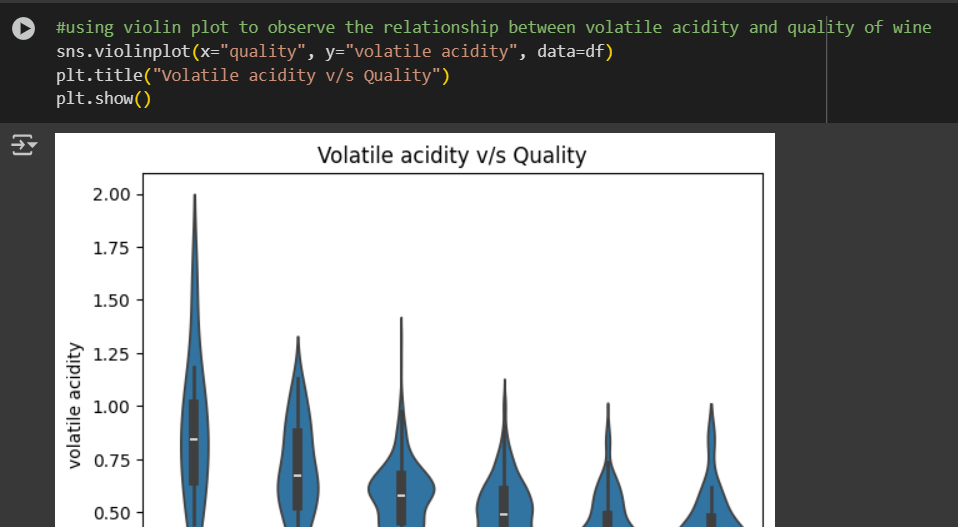 #using violin plot to observe the relationship between volatile acidity and quality of wine
sns.violinplot(x="quality", y="volatile acidity", data=df)
plt.title("Volatile acidity v/s Quality")
plt.show()
Volatile acidity v/s Quality
2.00
1.75
1.50
1.25
1.00
0.75
0.50
volatile acidity